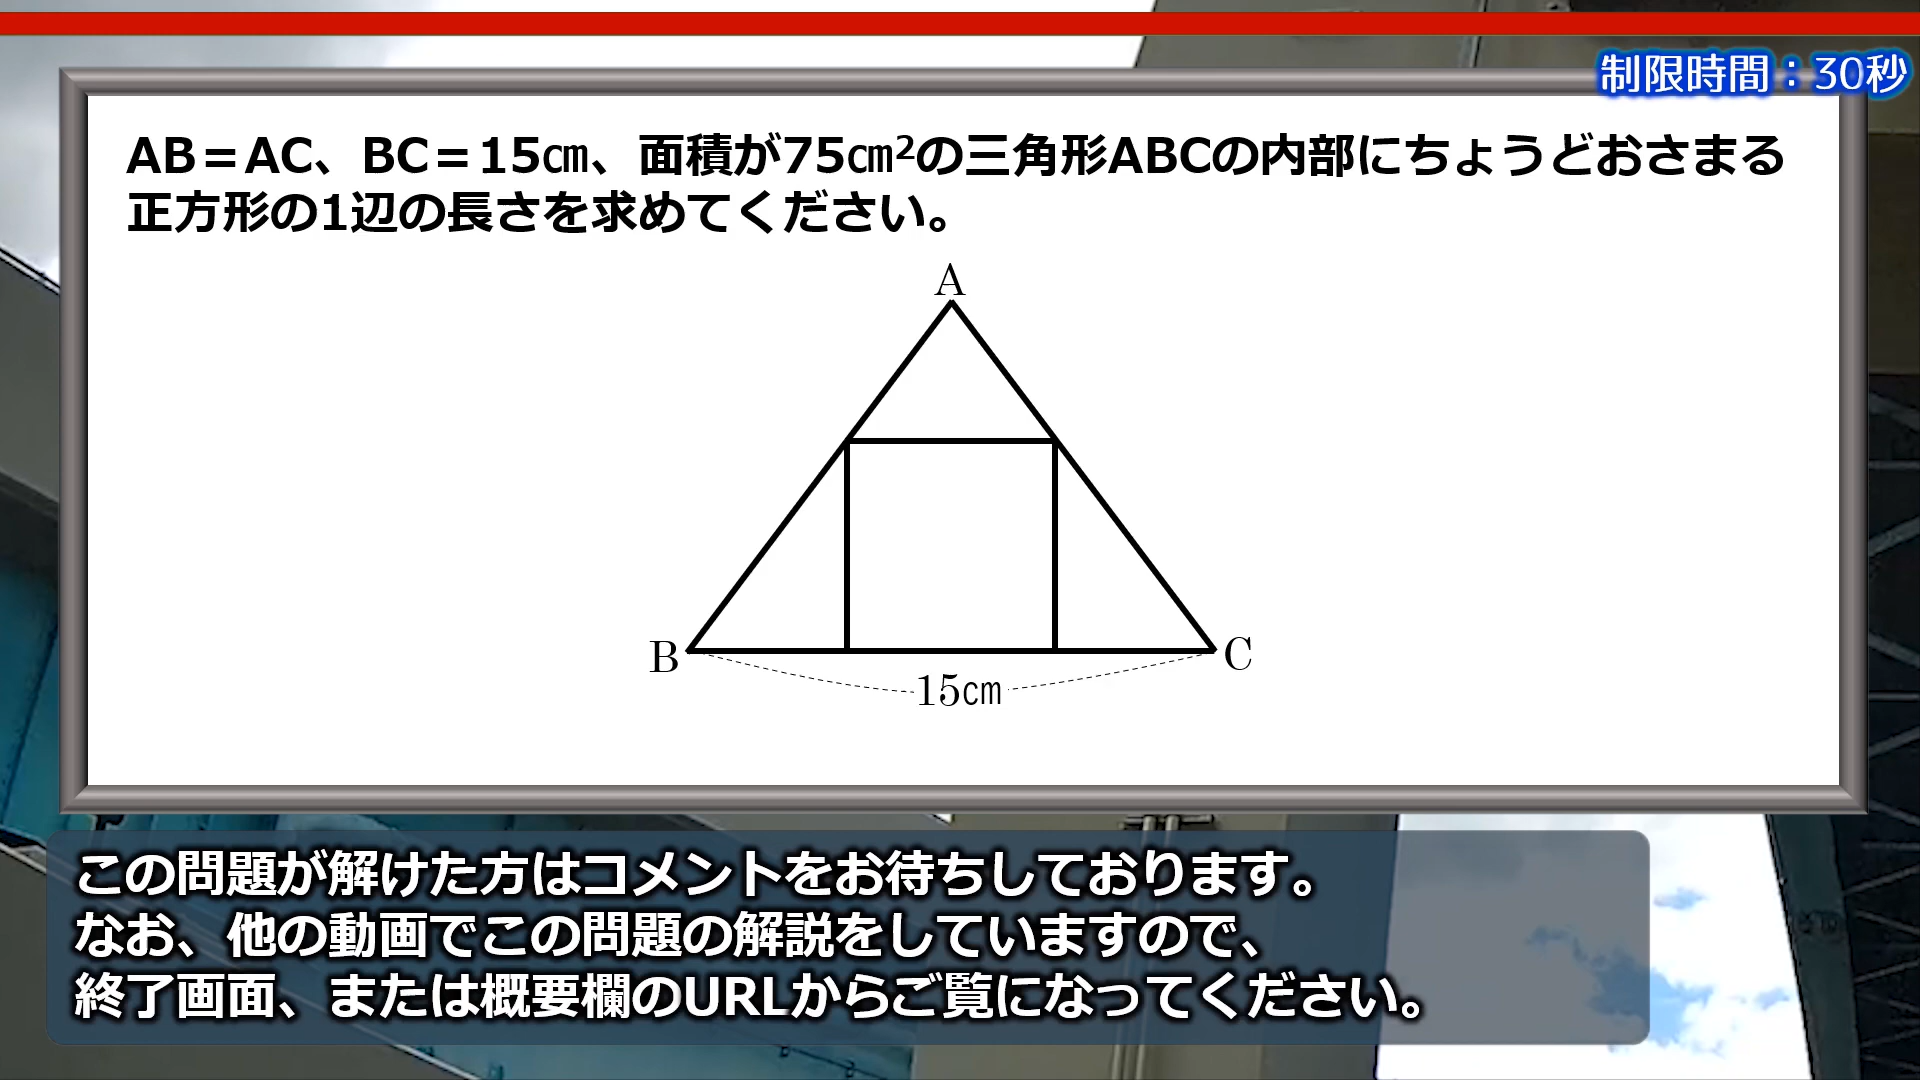 制限時間：30秒
AB＝AC、BC＝15㎝、面積が75㎝²の三角形ABCの内部にちょうどおさまる
正方形の1辺の長さを求めてください。
A
B
C
15㎝
この問題が解けた方はコメントをお待ちしております。
なお、他の動画でこの問題の解説をしていますので、
終了画面、または概要欄のURLからご覧になってください。